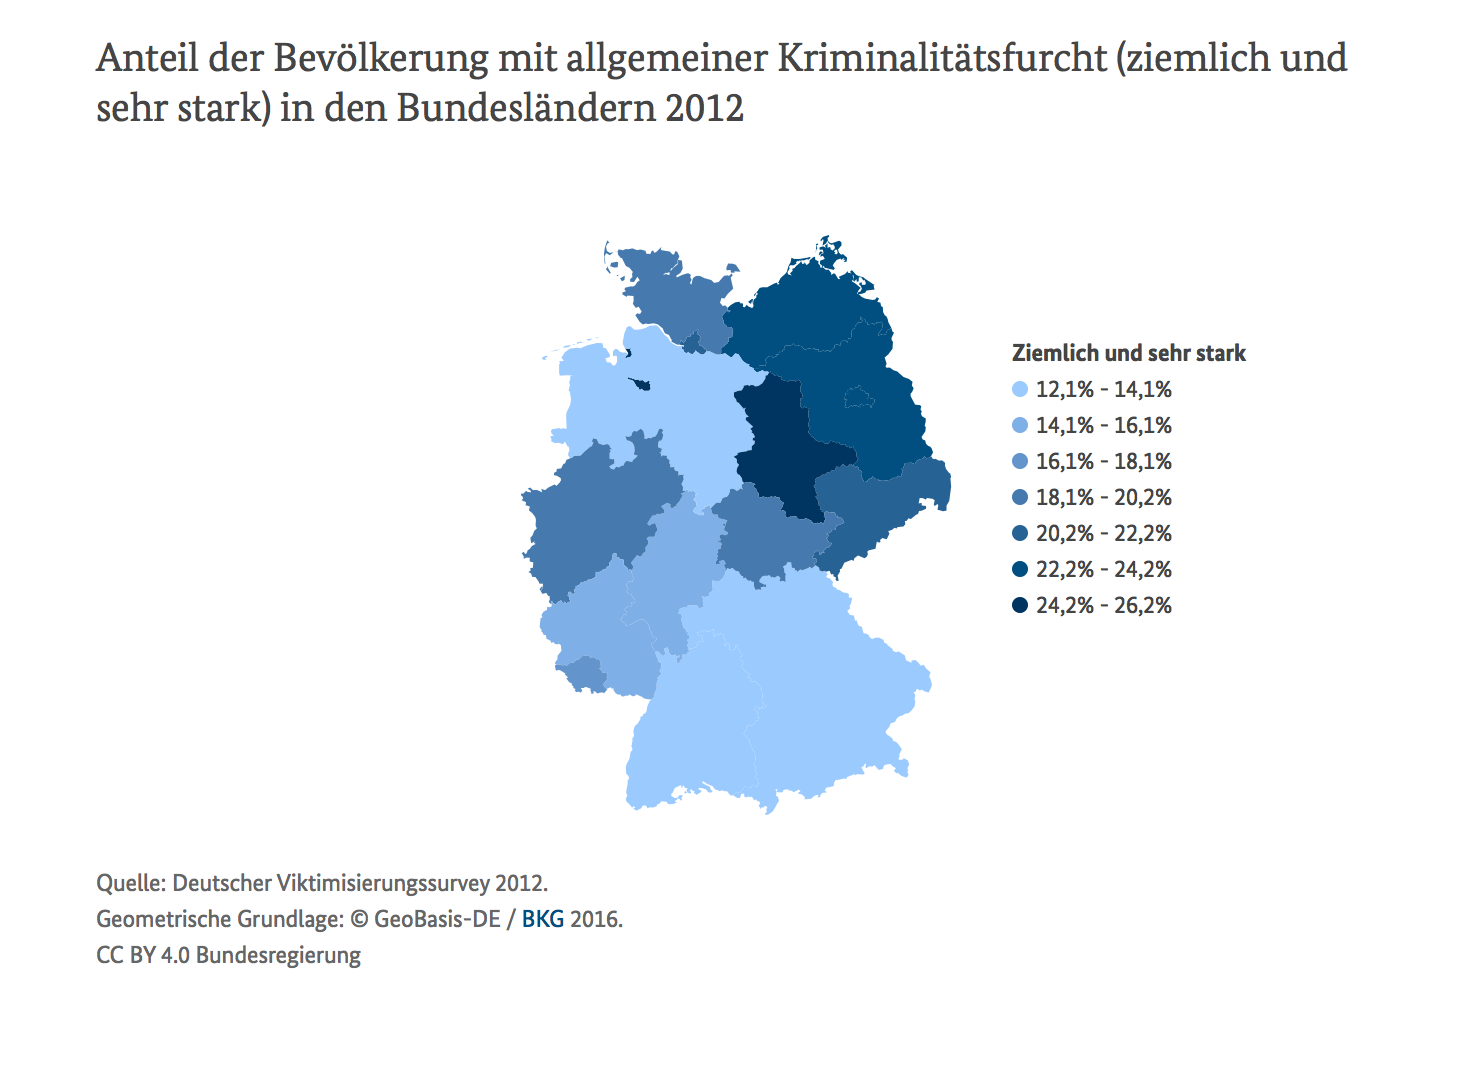 Anteil der Bevölkerung mit allgemeiner Kriminalitätsfurcht (ziemlich und
sehr stark) in den Bundesländern 2012
Ziemlich und sehr stark
12,1% - 14,1%
14,1% - 16,1%
16,1% - 18,1%
18,1% - 20,2%
20,2% - 22,2%
22,2% - 24,2%
24,2% - 26,2%
Quelle: Deutscher Viktimisierungssurvey 2012.
Geometrische Grundlage: © GeoBasis-DE / BKG 2016.
CC BY 4.0 Bundesregierung